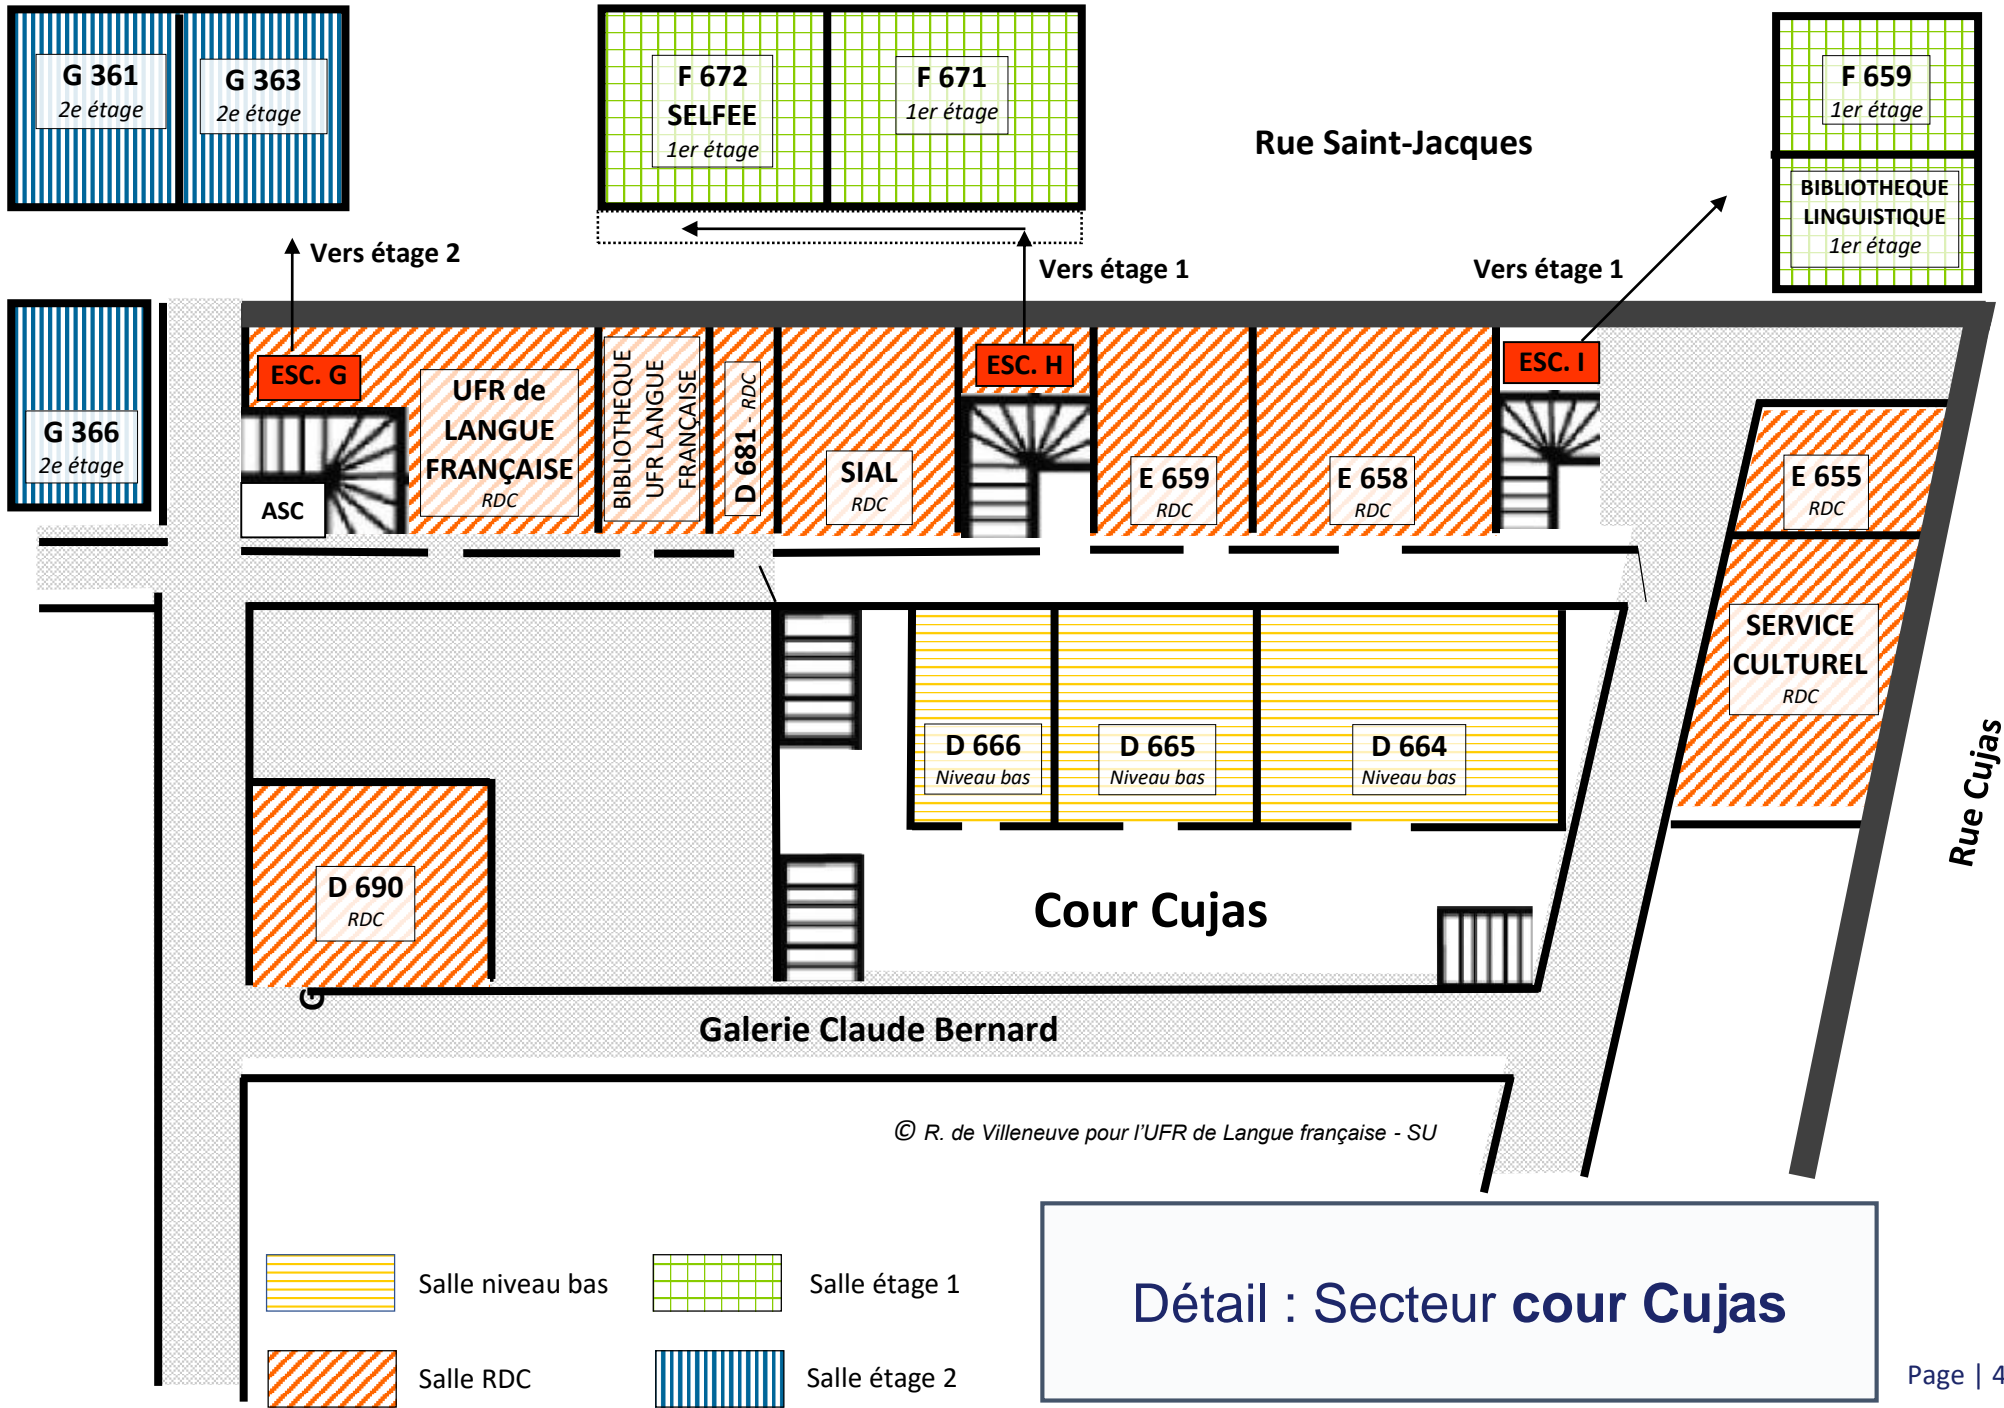 G 361
2e étage
G 363
2e étage
F 672
SELFEE
1er étage
F 671
1er étage
Rue Saint-Jacques
F 659
1er étage
BIBLIOTHEQUE
LINGUISTIQUE
1er étage
Vers étage 2
Vers étage 1
Vers étage 1
G 366
2e étage
ESC. G
ASC
UFR de
LANGUE
FRANÇAISE
RDC
BIBLIOTHEQUE
UFR LANGUE
FRANÇAISE
D 681 - RDC
SIAL
RDC
ESC. H
E 659
RDC
E 658
RDC
ESC. I
E 655
RDC
SERVICE
CULTUREL
RDC
D 666
Niveau bas
D 665
Niveau bas
D 664
Niveau bas
Rue Cujas
D 690
RDC
Cour Cujas
G
Galerie Claude Bernard
© R. de Villeneuve pour l'UFR de Langue française - SU
Salle niveau bas
Salle étage 1
Salle RDC
Salle étage 2
Détail : Secteur cour Cujas
Page | 4